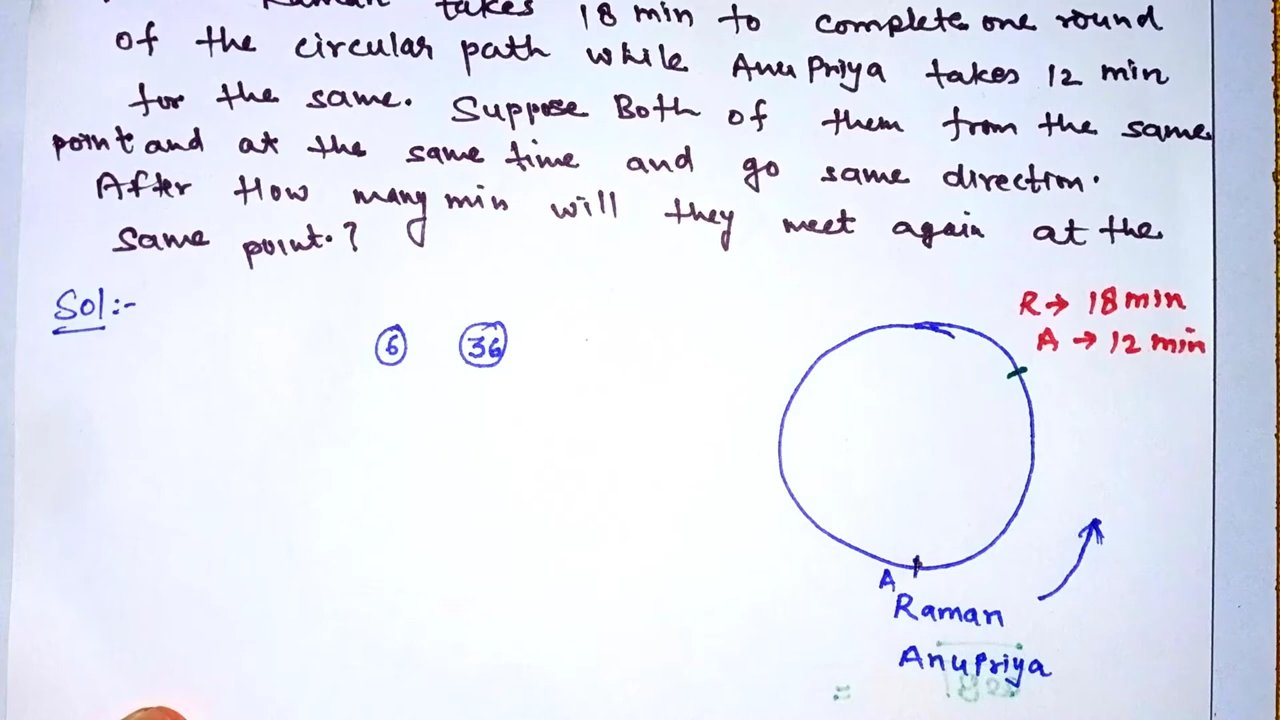 Raman takes 18 min to complete one round
of the circular path while AnuPriya takes 12 min
for the same. Suppose Both of them from the same
point and at the same time and go same direction.
After How many min will they meet again at the
same point.?
Sol:-
R → 18 min
A → 12 min
6 36
A
Raman
AnuPriya
=